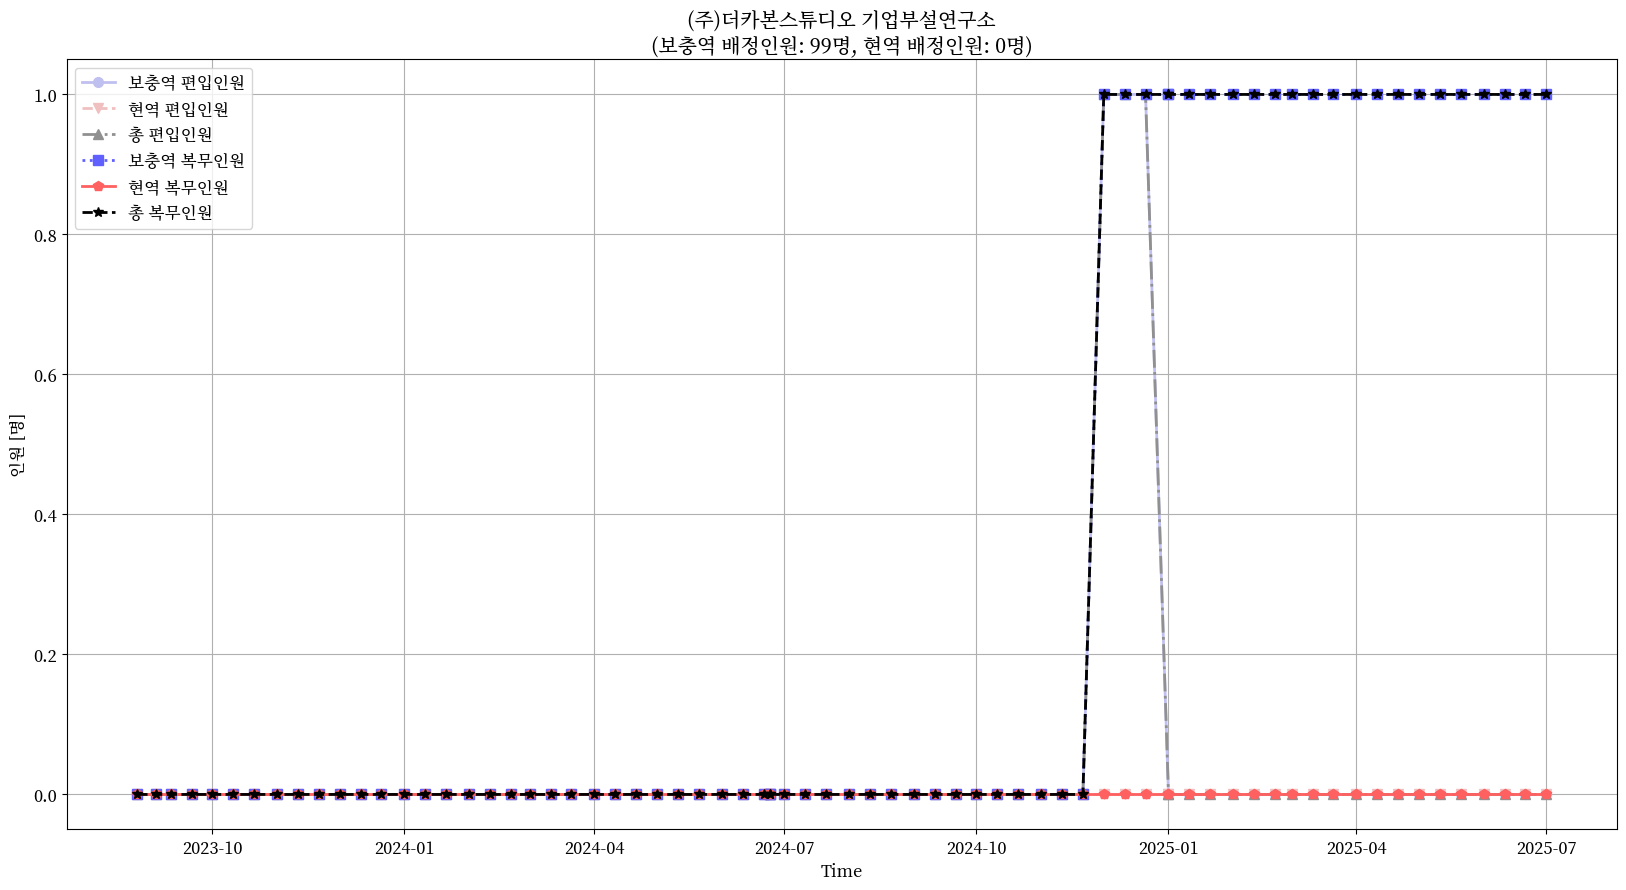 (주)더카본스튜디오 기업부설연구소
(보충역 배정인원: 99명, 현역 배정인원: 0명)
보충역 편입인원
현역 편입인원
총 편입인원
보충역 복무인원
현역 복무인원
총 복무인원
1.0
0.8
0.6
0.4
0.2
0.0
인원 [명]
2023-10 2024-01 2024-04 2024-07 2024-10 2025-01 2025-04 2025-07
Time